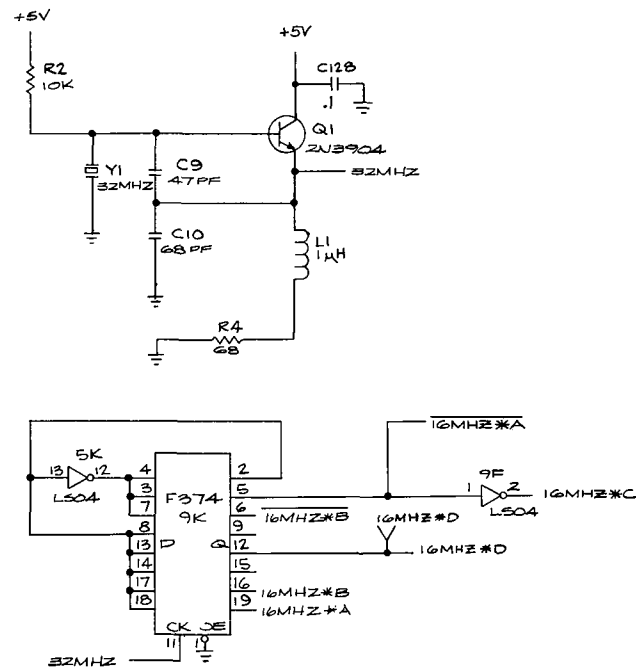 +5V
+5V
R2
10K
C128
.1
Q1
2N3904
Y1
32MHZ
C9
47PF
32MHZ
C10
68PF
L1
1µH
R4
68
16MHZ*A
5K
13 12
LS04
4
3
7
8
13
14
17
18
F374
9K
D Q
CK OE
11 1
2
5
6
9
12
15
16
19
16MHZ*B
16MHZ*D
16MHZ*D
16MHZ*B
16MHZ*A
9F
1 2
LS04
16MHZ*C
32MHZ